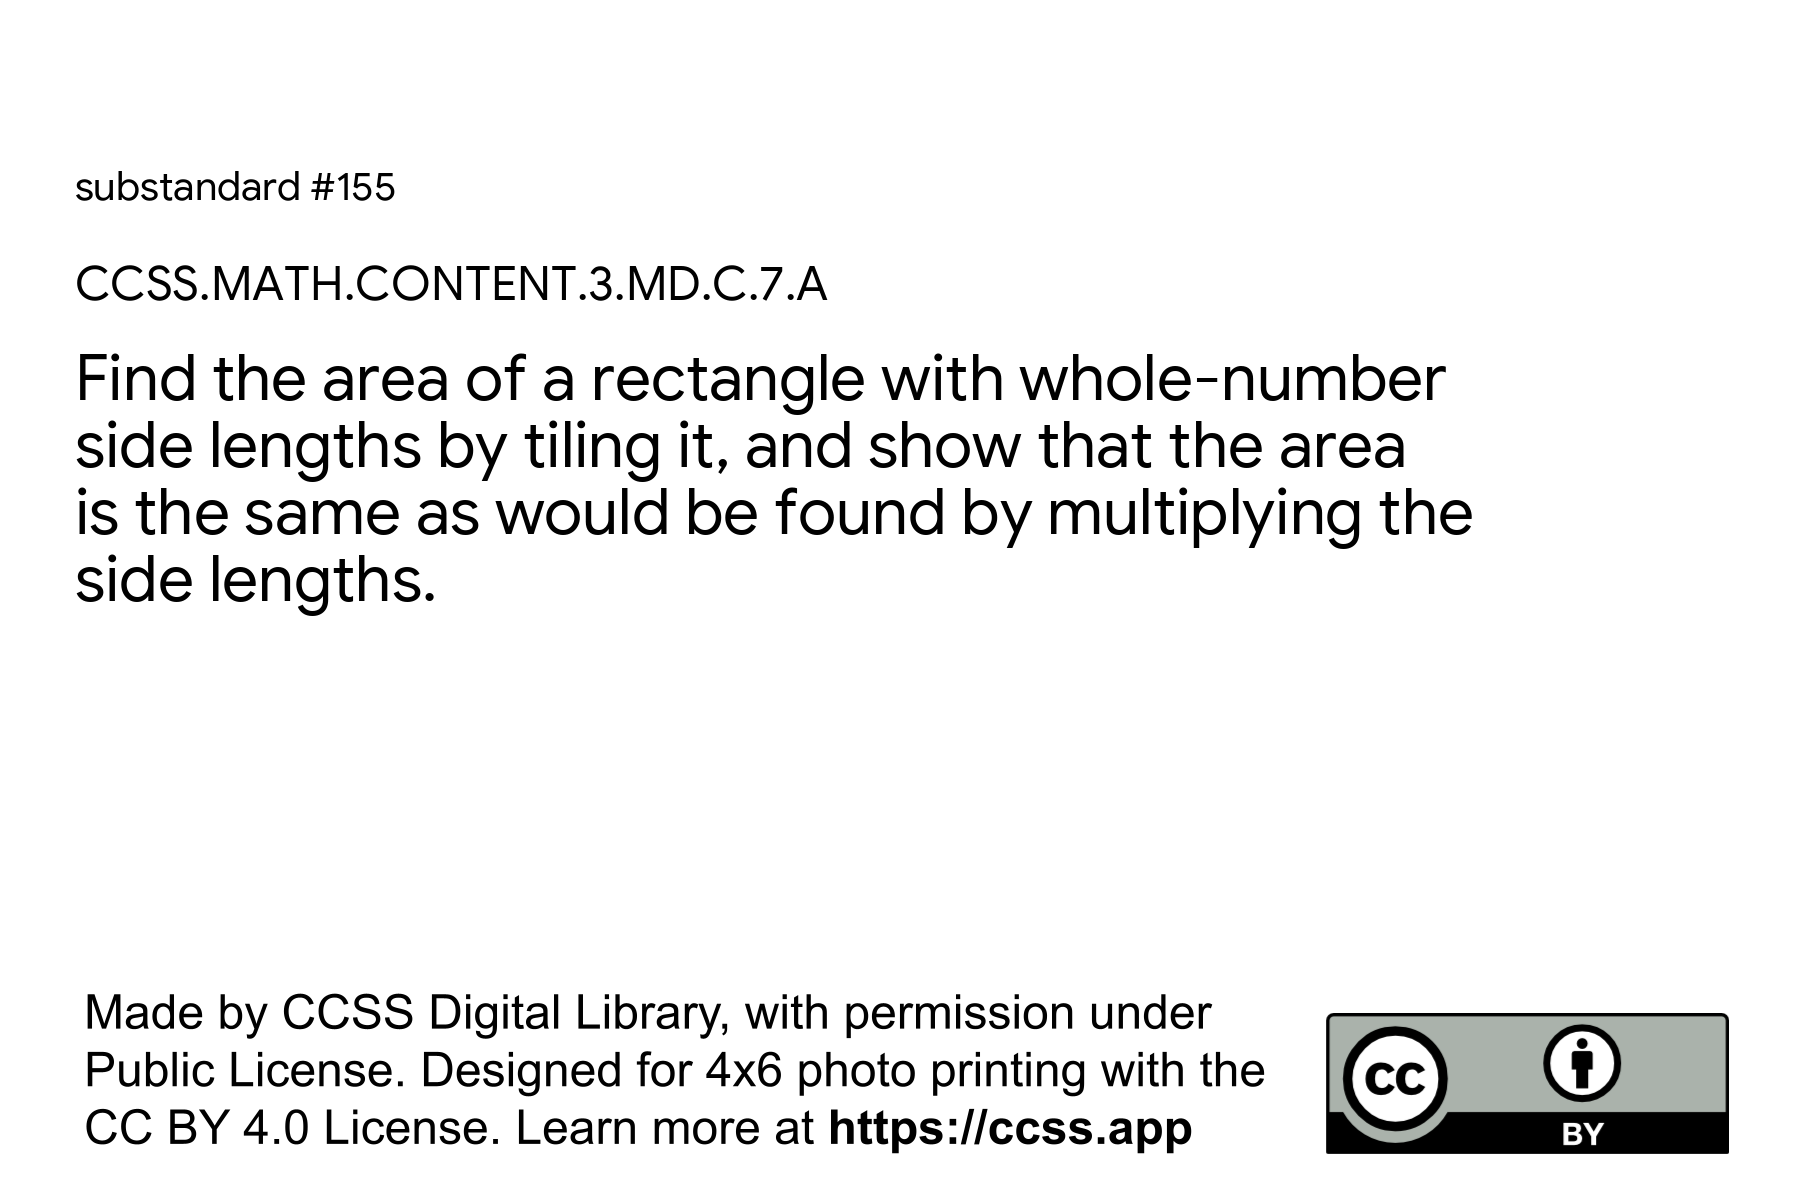 substandard #155
CCSS.MATH.CONTENT.3.MD.C.7.A
Find the area of a rectangle with whole-number
side lengths by tiling it, and show that the area
is the same as would be found by multiplying the
side lengths.
Made by CCSS Digital Library, with permission under
Public License. Designed for 4x6 photo printing with the
CC BY 4.0 License. Learn more at https://ccss.app
CC
BY